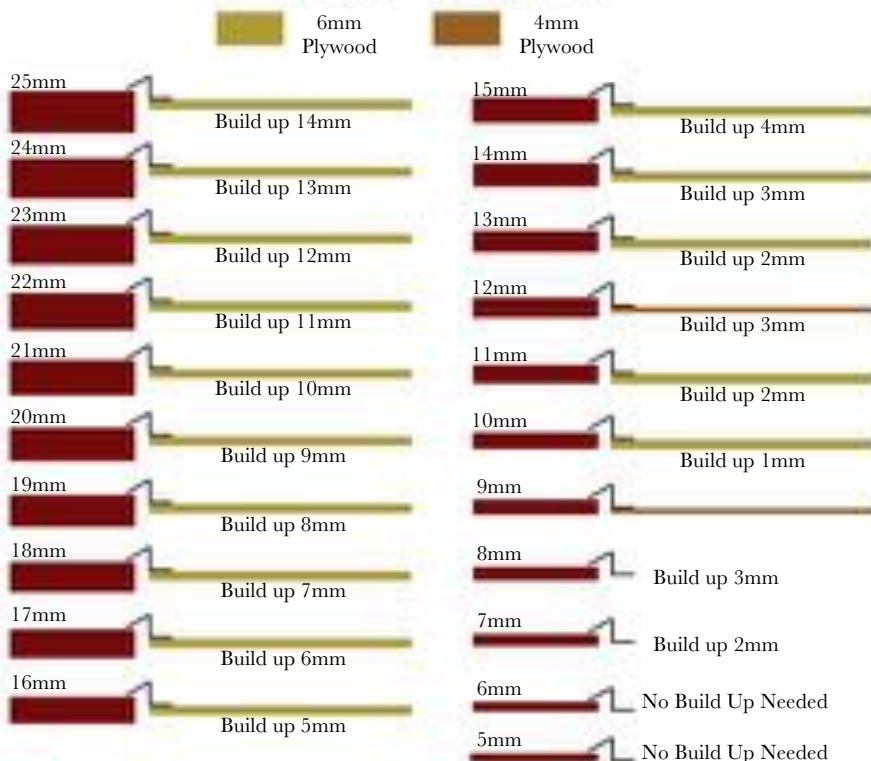 6mm
Plywood
4mm
Plywood
25mm
Build up 14mm
24mm
Build up 13mm
23mm
Build up 12mm
22mm
Build up 11mm
21mm
Build up 10mm
20mm
Build up 9mm
19mm
Build up 8mm
18mm
Build up 7mm
17mm
Build up 6mm
16mm
Build up 5mm
15mm
Build up 4mm
14mm
Build up 3mm
13mm
Build up 2mm
12mm
Build up 3mm
11mm
Build up 2mm
10mm
Build up 1mm
9mm
8mm
Build up 3mm
7mm
Build up 2mm
6mm
No Build Up Needed
5mm
No Build Up Needed